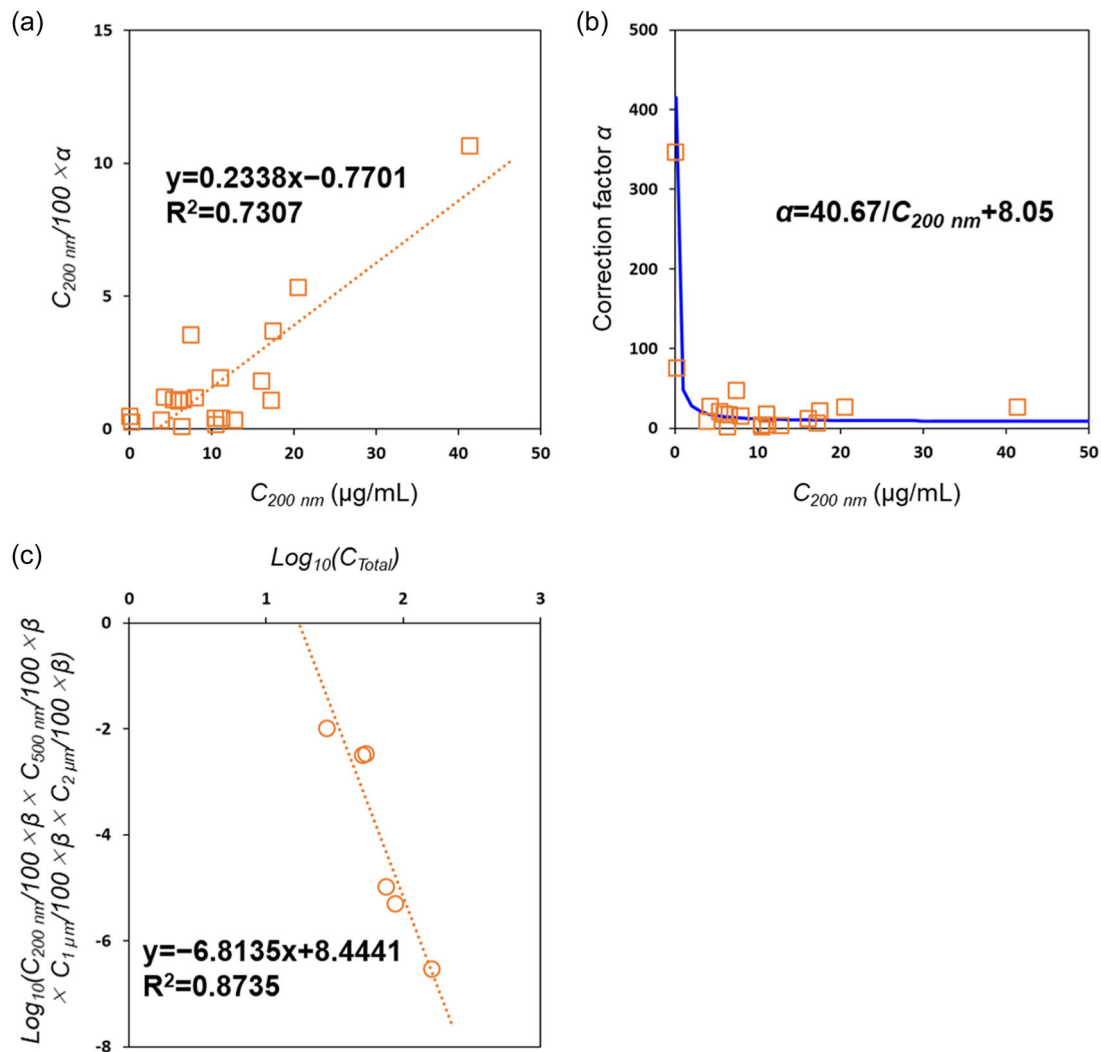 (a)
15
10
5
0
C200 nm/100 ×α
y=0.2338x−0.7701
R²=0.7307
0 10 20 30 40 50
C200 nm (μg/mL)
(b)
500
400
300
200
100
0
Correction factor α
α=40.67/C200 nm+8.05
0 10 20 30 40 50
C200 nm (μg/mL)
(c)
Log10(CTotal)
0 1 2 3
0
-2
-4
-6
-8
Log10(C200 nm/100 ×β × C500 nm/100 ×β
× C1 μm/100 ×β × C2 μm/100 ×β)
y=−6.8135x+8.4441
R²=0.8735